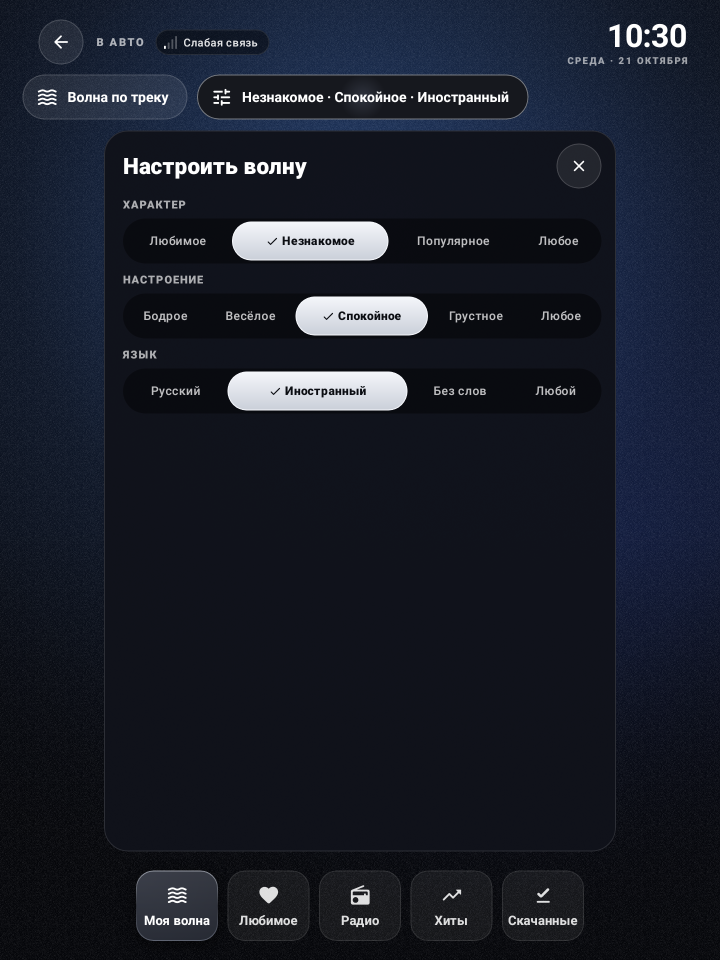 В АВТО
Слабая связь
10:30
СРЕДА · 21 ОКТЯБРЯ
Волна по треку
Незнакомое · Спокойное · Иностранный
Настроить волну
ХАРАКТЕР
Любимое Незнакомое Популярное Любое
НАСТРОЕНИЕ
Бодрое Весёлое Спокойное Грустное Любое
ЯЗЫК
Русский Иностранный Без слов Любой
Моя волна Любимое Радио Хиты Скачанные